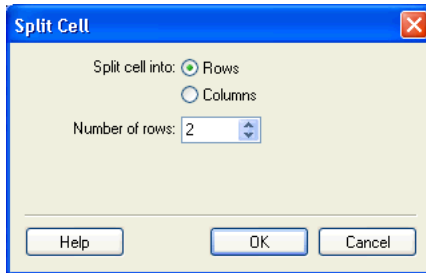 Split Cell
Split cell into: Rows
Columns
Number of rows: 2
Help OK Cancel